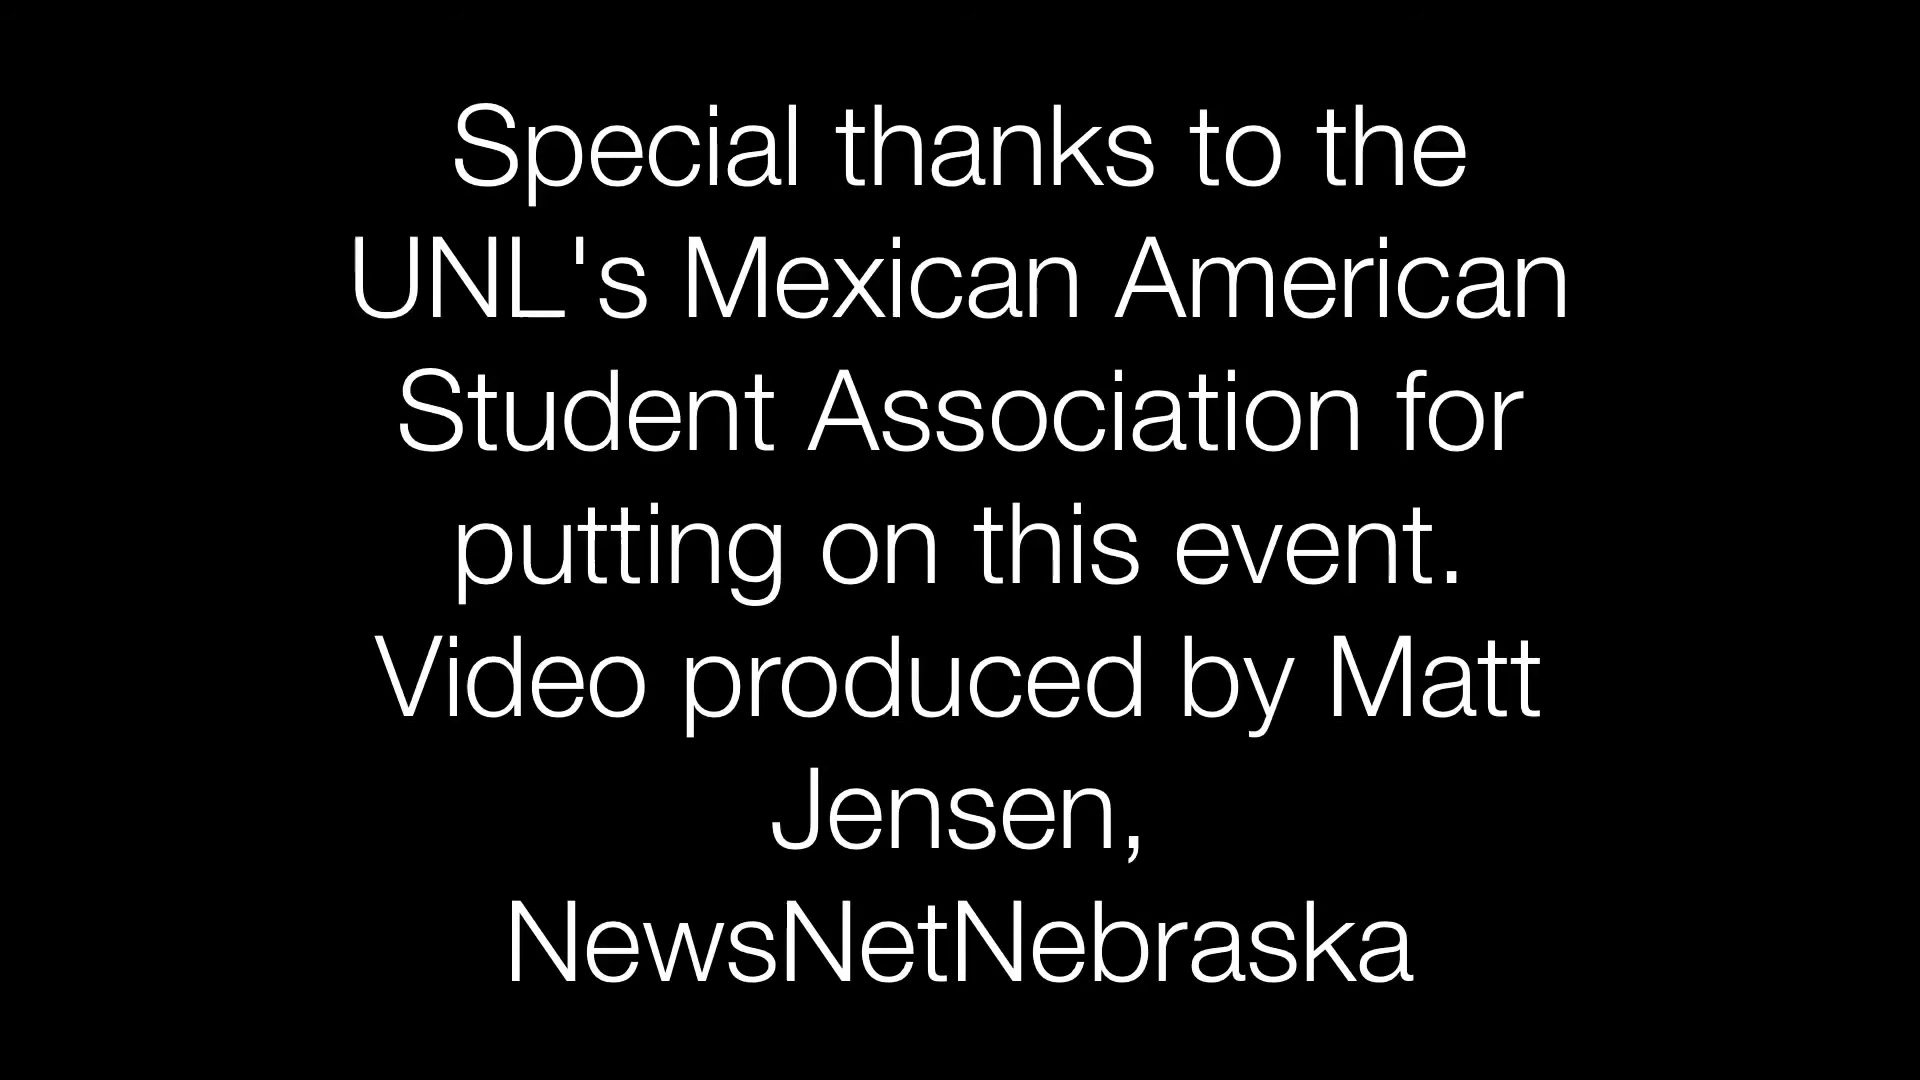 Special thanks to the
UNL's Mexican American
Student Association for
putting on this event.
Video produced by Matt
Jensen,
NewsNetNebraska